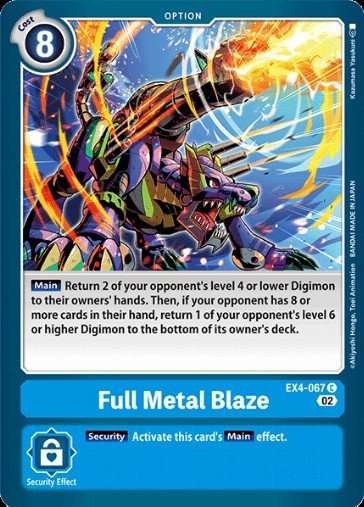 OPTION
Cost
8
Kazumasa Yasukuni
©Akiyoshi Hongo, Toei Animation BANDAI MADE IN JAPAN
Main Return 2 of your opponent's level 4 or lower Digimon
to their owners' hands. Then, if your opponent has 8 or
more cards in their hand, return 1 of your opponent's level 6
or higher Digimon to the bottom of its owner's deck.
EX4-067 C
Full Metal Blaze
02
Security Activate this card's Main effect.
Security Effect